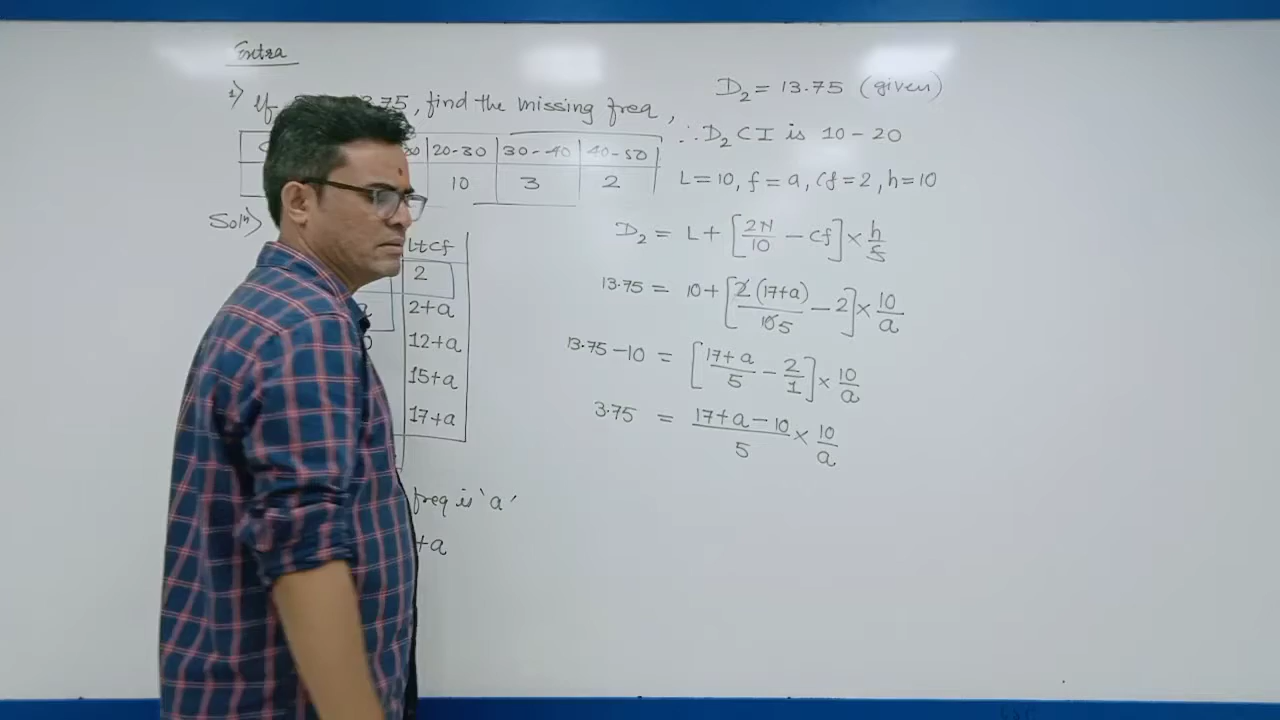 Extra
1) If 3.75, find the missing freq,
20-30 30-40 40-50
10 3 2
Solⁿ)
Lt Cf
2
2+a
12+a
15+a
17+a
freq is 'a'
+a
D₂ = 13.75 (given)
∴ D₂ CI is 10-20
L=10, f=a, Cf=2, h=10
D₂ = L + [2N/10 - Cf] × h/f
13.75 = 10 + [2(17+a)/10 5 - 2] × 10/a
13.75-10 = [17+a/5 - 2/1] × 10/a
3.75 = 17+a-10/5 × 10/a